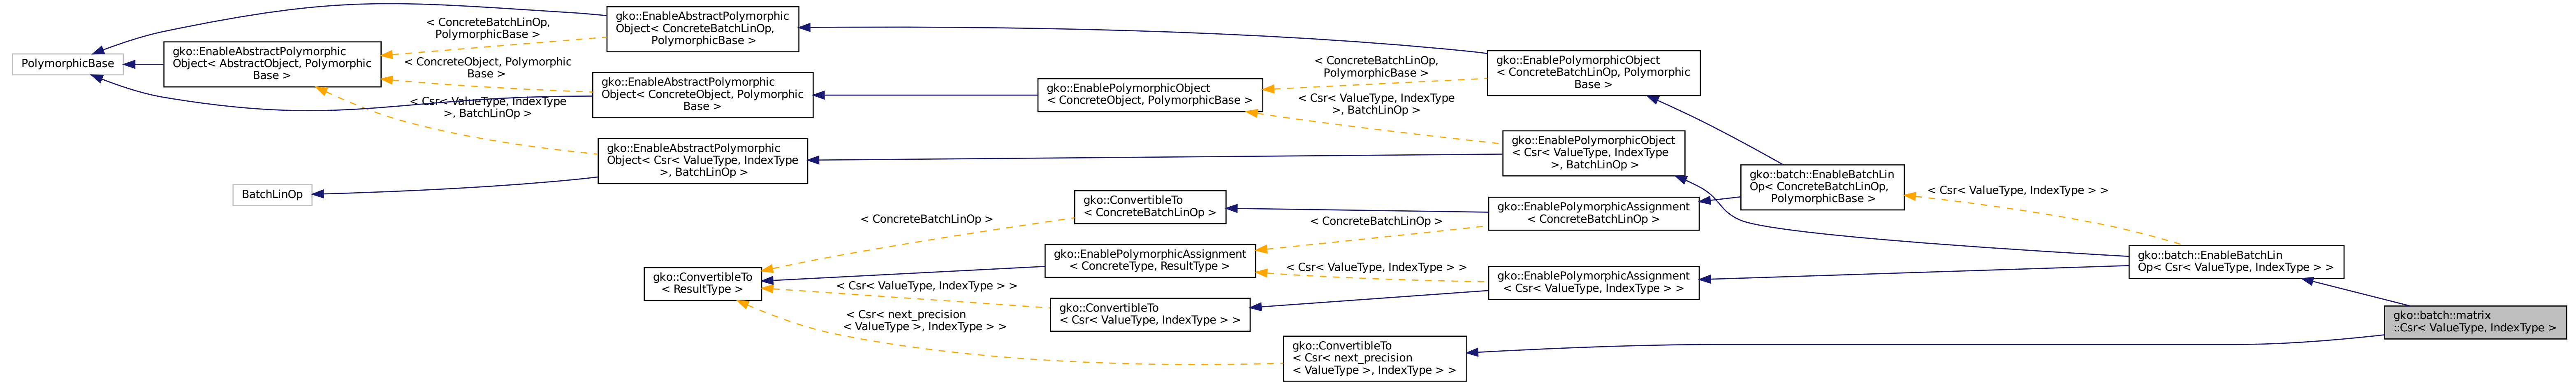 PolymorphicBase
gko::EnableAbstractPolymorphic
Object< AbstractObject, Polymorphic
Base >
BatchLinOp
< ConcreteBatchLinOp,
PolymorphicBase >
< ConcreteObject, Polymorphic
Base >
< Csr< ValueType, IndexType
>, BatchLinOp >
gko::EnableAbstractPolymorphic
Object< ConcreteBatchLinOp,
PolymorphicBase >
gko::EnableAbstractPolymorphic
Object< ConcreteObject, Polymorphic
Base >
gko::EnableAbstractPolymorphic
Object< Csr< ValueType, IndexType
>, BatchLinOp >
gko::ConvertibleTo
< ResultType >
< ConcreteBatchLinOp >
< Csr< ValueType, IndexType > >
< Csr< next_precision
< ValueType >, IndexType > >
gko::EnablePolymorphicObject
< ConcreteObject, PolymorphicBase >
gko::ConvertibleTo
< ConcreteBatchLinOp >
gko::EnablePolymorphicAssignment
< ConcreteType, ResultType >
gko::ConvertibleTo
< Csr< ValueType, IndexType > >
< ConcreteBatchLinOp,
PolymorphicBase >
< Csr< ValueType, IndexType
>, BatchLinOp >
< ConcreteBatchLinOp >
< Csr< ValueType, IndexType > >
gko::ConvertibleTo
< Csr< next_precision
< ValueType >, IndexType > >
gko::EnablePolymorphicObject
< ConcreteBatchLinOp, Polymorphic
Base >
gko::EnablePolymorphicObject
< Csr< ValueType, IndexType
>, BatchLinOp >
gko::EnablePolymorphicAssignment
< ConcreteBatchLinOp >
gko::EnablePolymorphicAssignment
< Csr< ValueType, IndexType > >
gko::batch::EnableBatchLin
Op< ConcreteBatchLinOp,
PolymorphicBase >
< Csr< ValueType, IndexType > >
gko::batch::EnableBatchLin
Op< Csr< ValueType, IndexType > >
gko::batch::matrix
::Csr< ValueType, IndexType >